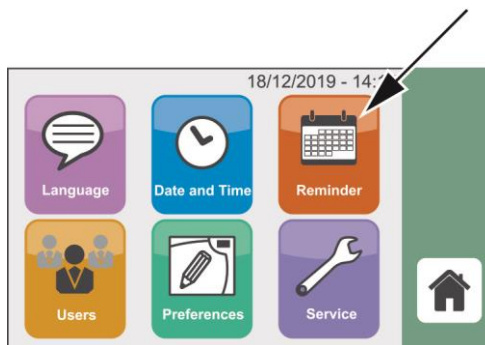 18/12/2019 - 14:
Language
Date and Time
Reminder
Users
Preferences
Service